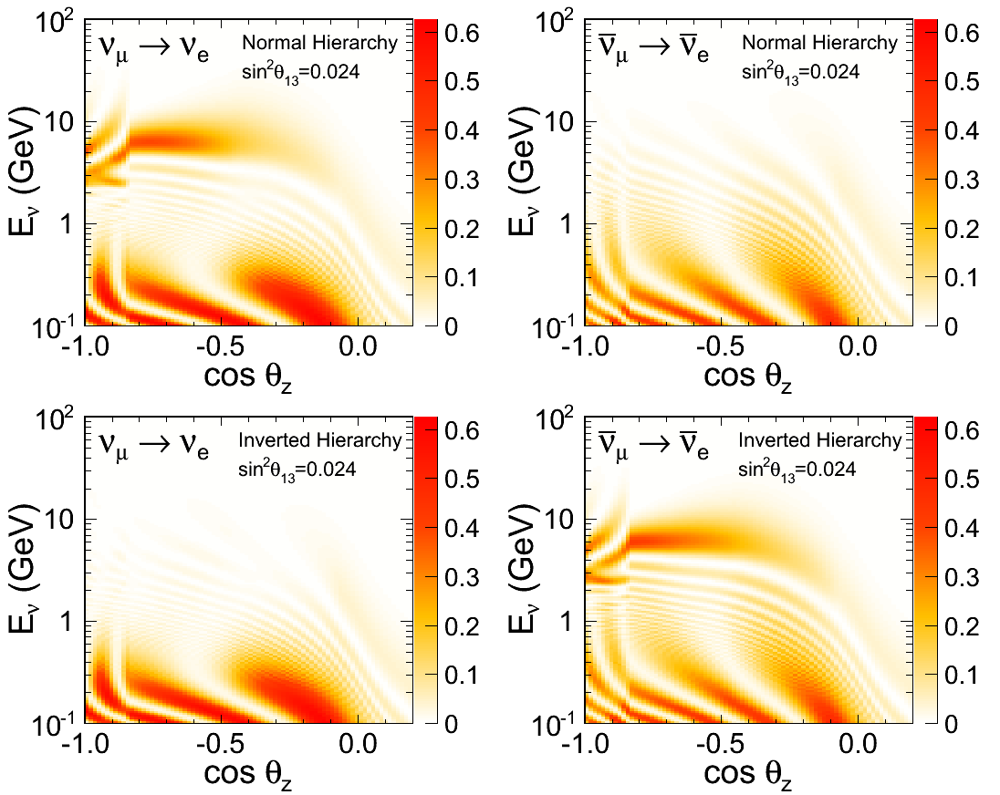 ν_μ → ν_e
Normal Hierarchy
sin²θ₁₃=0.024
10²
10
1
10⁻¹
E_ν (GeV)
-1.0 -0.5 0.0
cos θ_z
0.6
0.5
0.4
0.3
0.2
0.1
0
ν̅_μ → ν̅_e
Normal Hierarchy
sin²θ₁₃=0.024
10²
10
1
10⁻¹
E_ν (GeV)
-1.0 -0.5 0.0
cos θ_z
0.6
0.5
0.4
0.3
0.2
0.1
0
ν_μ → ν_e
Inverted Hierarchy
sin²θ₁₃=0.024
10²
10
1
10⁻¹
E_ν (GeV)
-1.0 -0.5 0.0
cos θ_z
0.6
0.5
0.4
0.3
0.2
0.1
0
ν̅_μ → ν̅_e
Inverted Hierarchy
sin²θ₁₃=0.024
10²
10
1
10⁻¹
E_ν (GeV)
-1.0 -0.5 0.0
cos θ_z
0.6
0.5
0.4
0.3
0.2
0.1
0